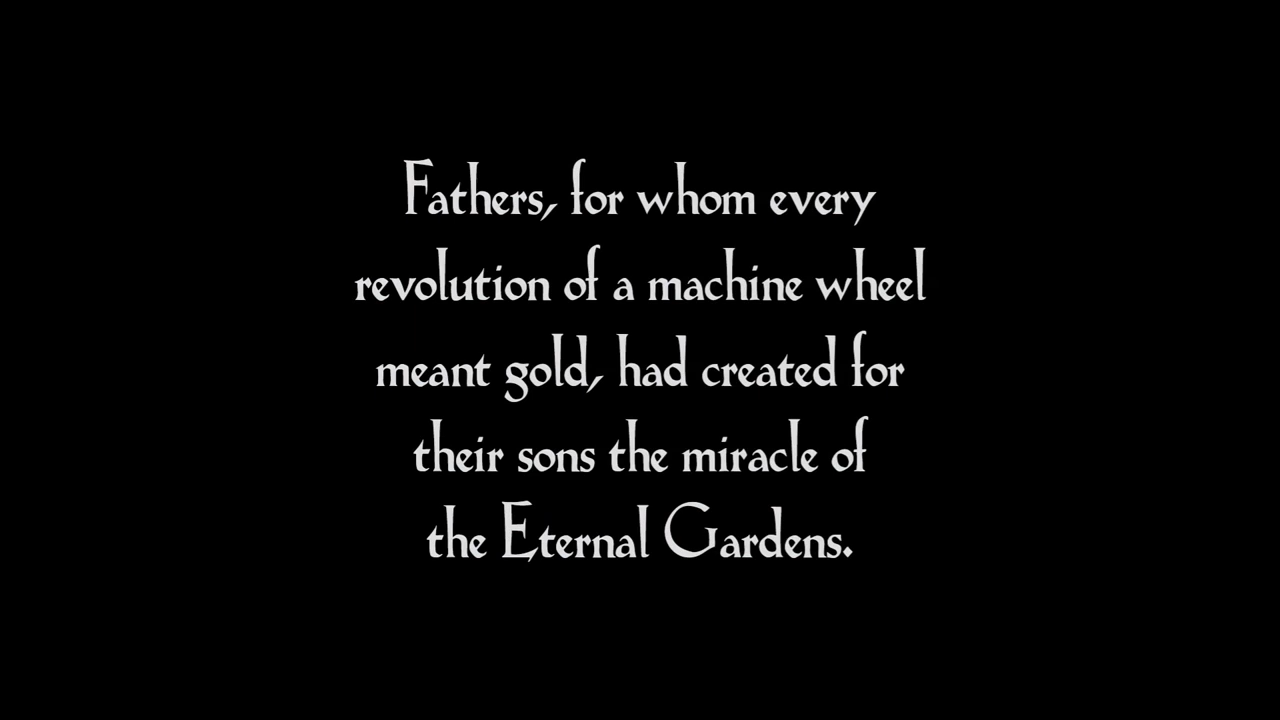 Fathers, for whom every
revolution of a machine wheel
meant gold, had created for
their sons the miracle of
the Eternal Gardens.